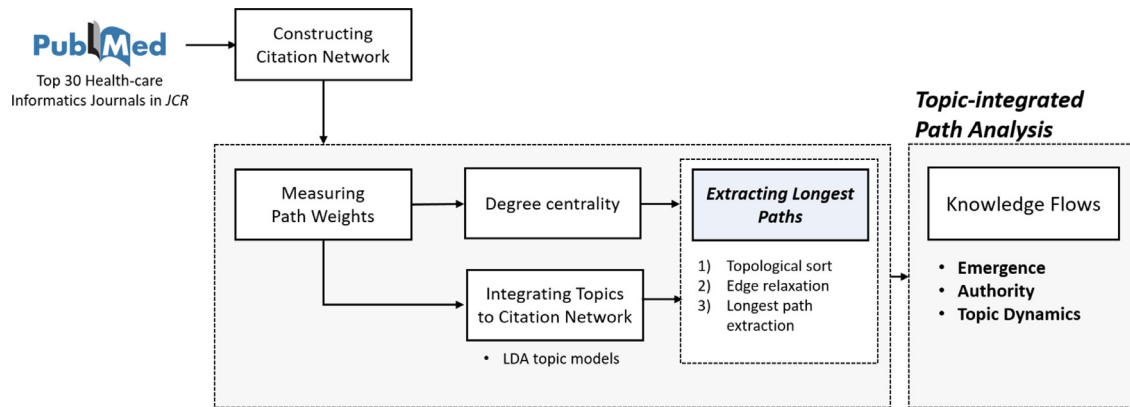 PubMed
Top 30 Health-care
Informatics Journals in JCR
Constructing
Citation Network
Measuring
Path Weights
Degree centrality
Integrating Topics
to Citation Network
• LDA topic models
Extracting Longest
Paths
1) Topological sort
2) Edge relaxation
3) Longest path
extraction
Topic-integrated
Path Analysis
Knowledge Flows
• Emergence
• Authority
• Topic Dynamics